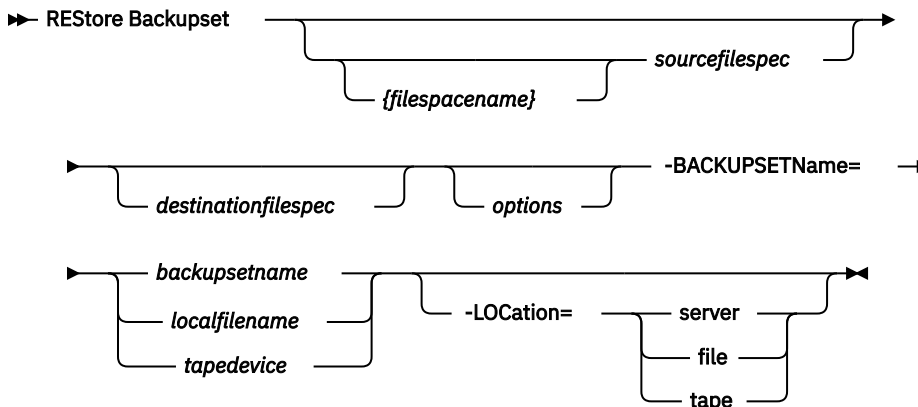 REStore Backupset
sourcefilespec
{filespacename}
-BACKUPSETName=
destinationfilespec
options
backupsetname
localfilename
tapedevice
-LOCation=
server
file
tape